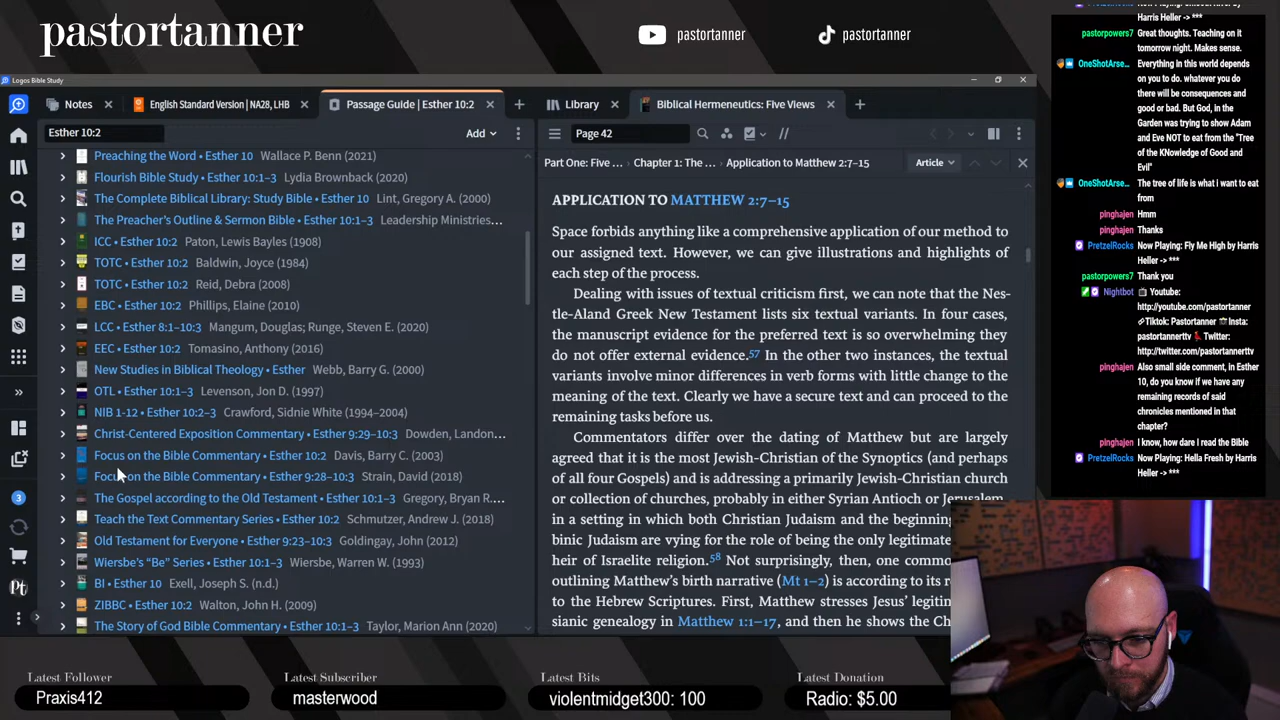 pastortanner
pastortanner
pastortanner
Logos Bible Study
Notes
English Standard Version | NA28, LHB
Passage Guide | Esther 10:2
Library
Biblical Hermeneutics: Five Views
Esther 10:2
Add
Page 42
Preaching the Word • Esther 10 Wallace P. Benn (2021)
Flourish Bible Study • Esther 10:1–3 Lydia Brownback (2020)
The Complete Biblical Library: Study Bible • Esther 10 Lint, Gregory A. (2000)
The Preacher's Outline & Sermon Bible • Esther 10:1–3 Leadership Ministries...
ICC • Esther 10:2 Paton, Lewis Bayles (1908)
TOTC • Esther 10:2 Baldwin, Joyce (1984)
TOTC • Esther 10:2 Reid, Debra (2008)
EBC • Esther 10:2 Phillips, Elaine (2010)
LCC • Esther 8:1–10:3 Mangum, Douglas; Runge, Steven E. (2020)
EEC • Esther 10:2 Tomasino, Anthony (2016)
New Studies in Biblical Theology • Esther Webb, Barry G. (2000)
OTL • Esther 10:1–3 Levenson, Jon D. (1997)
NIB 1-12 • Esther 10:2–3 Crawford, Sidnie White (1994–2004)
Christ-Centered Exposition Commentary • Esther 9:29–10:3 Dowden, Landon...
Focus on the Bible Commentary • Esther 10:2 Davis, Barry C. (2003)
Focus on the Bible Commentary • Esther 9:28–10:3 Strain, David (2018)
The Gospel according to the Old Testament • Esther 10:1–3 Gregory, Bryan R....
Teach the Text Commentary Series • Esther 10:2 Schmutzer, Andrew J. (2018)
Old Testament for Everyone • Esther 9:23–10:3 Goldingay, John (2012)
Wiersbe's "Be" Series • Esther 10:1–3 Wiersbe, Warren W. (1993)
BI • Esther 10 Exell, Joseph S. (n.d.)
ZIBBC • Esther 10:2 Walton, John H. (2009)
The Story of God Bible Commentary • Esther 10:1–3 Taylor, Marion Ann (2020)
3
Part One: Five ... Chapter 1: The ... Application to Matthew 2:7–15
Article
APPLICATION TO MATTHEW 2:7–15
Space forbids anything like a comprehensive application of our method to
our assigned text. However, we can give illustrations and highlights of
each step of the process.
Dealing with issues of textual criticism first, we can note that the Nes-
tle-Aland Greek New Testament lists six textual variants. In four cases,
the manuscript evidence for the preferred text is so overwhelming they
do not offer external evidence.57 In the other two instances, the textual
variants involve minor differences in verb forms with little change to the
meaning of the text. Clearly we have a secure text and can proceed to the
remaining tasks before us.
Commentators differ over the dating of Matthew but are largely
agreed that it is the most Jewish-Christian of the Synoptics (and perhaps
of all four Gospels) and is addressing a primarily Jewish-Christian church
or collection of churches, probably in either Syrian Antioch or Jerusalem,
in a setting in which both Christian Judaism and the beginning
binic Judaism are vying for the role of being the only legitimate
heir of Israelite religion.58 Not surprisingly, then, one commo
outlining Matthew's birth narrative (Mt 1–2) is according to its r
to the Hebrew Scriptures. First, Matthew stresses Jesus' legitim
sianic genealogy in Matthew 1:1–17, and then he shows the Ch
Harris Heller -> ***
pastorpowers7
Great thoughts. Teaching on it
tomorrow night. Makes sense.
OneShotArse...
Everything in this world depends
on you to do. whatever you do
there will be consequences and
good or bad. But God, in the
Garden was trying to show Adam
and Eve NOT to eat from the "Tree
of the KNowledge of Good and
Evil"
OneShotArse...
The tree of life is what i want to eat
from
pinghajen Hmm
pinghajen Thanks
PretzelRocks Now Playing: Fly Me High by Harris
Heller -> ***
pastorpowers7 Thank you
Nightbot Youtube:
http://youtube.com/pastortanner
Tiktok: Pastortanner Insta:
pastortannerttv Twitter:
http://twitter.com/pastortannerttv
pinghajen Also small side comment, in Esther
10, do you know if we have any
remaining records of said
chronicles mentioned in that
chapter?
pinghajen I know, how dare I read the Bible
PretzelRocks Now Playing: Hella Fresh by Harris
Heller -> ***
Latest Follower
Praxis412
Latest Subscriber
masterwood
Latest Bits
violentmidget300: 100
Latest Donation
Radio: $5.00